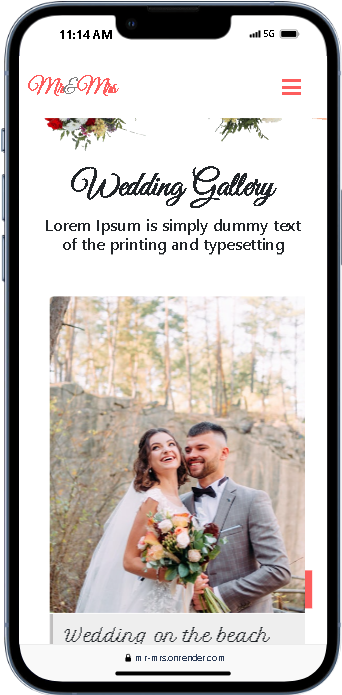 11:14 AM
5G
Mr&Mrs
Wedding Gallery
Lorem Ipsum is simply dummy text
of the printing and typesetting
Wedding on the beach
mr-mrs.onrender.com